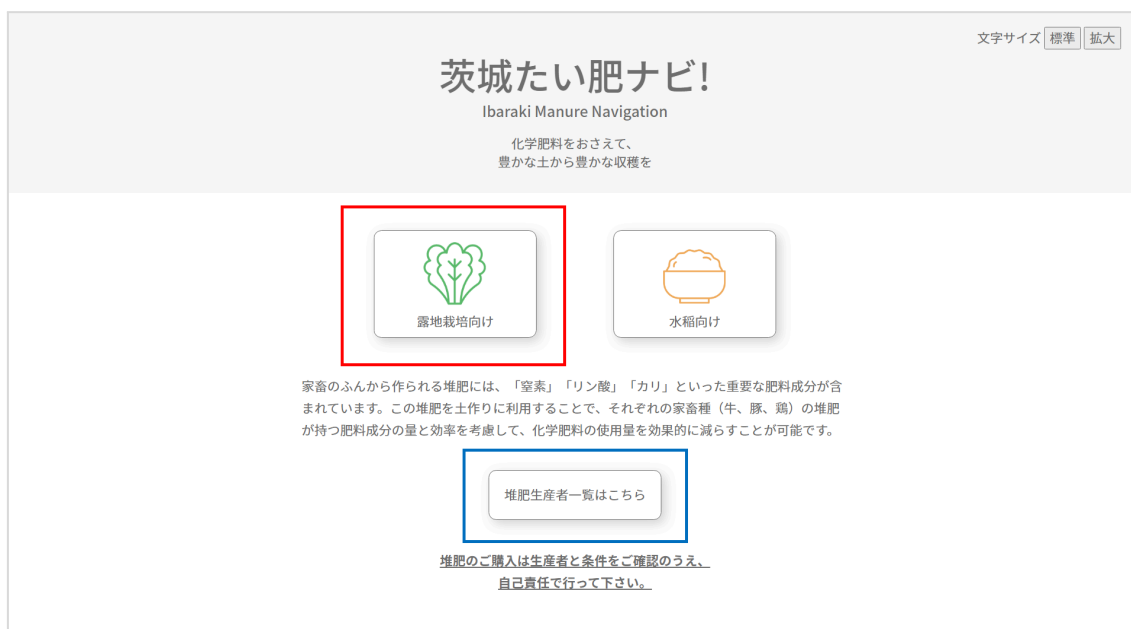 文字サイズ 標準 拡大
茨城たい肥ナビ!
Ibaraki Manure Navigation
化学肥料をおさえて、
豊かな土から豊かな収穫を
露地栽培向け
水稲向け
家畜のふんから作られる堆肥には、「窒素」「リン酸」「カリ」といった重要な肥料成分が含
まれています。この堆肥を土作りに利用することで、それぞれの家畜種（牛、豚、鶏）の堆肥
が持つ肥料成分の量と効率を考慮して、化学肥料の使用量を効果的に減らすことが可能です。
堆肥生産者一覧はこちら
堆肥のご購入は生産者と条件をご確認のうえ、
自己責任で行って下さい。